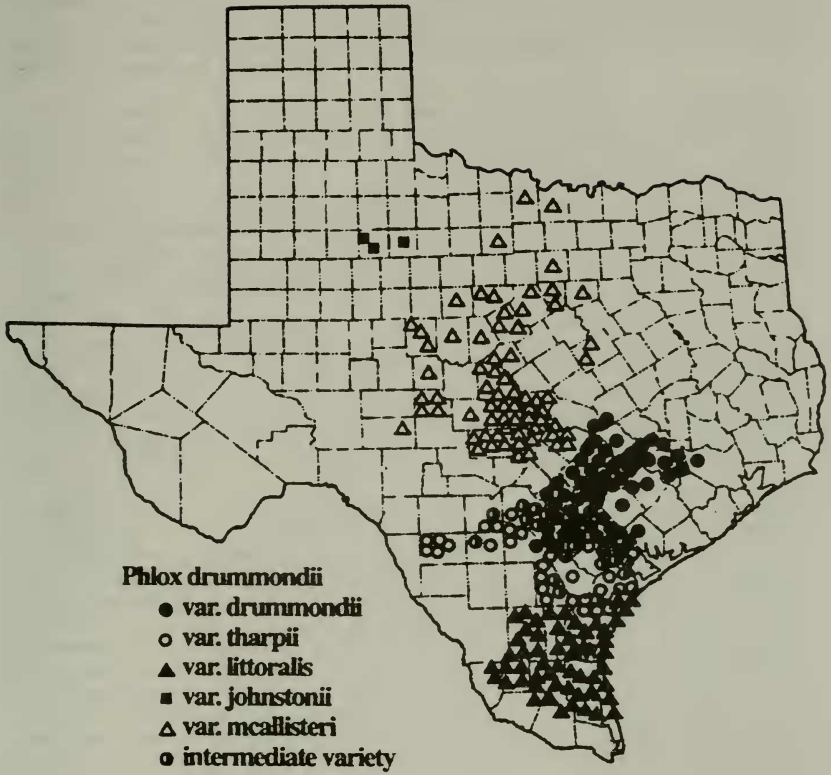 Phlox drummondii
var. drummondii
var. tharpii
var. littoralis
var. johnstonii
var. mcallisteri
intermediate variety